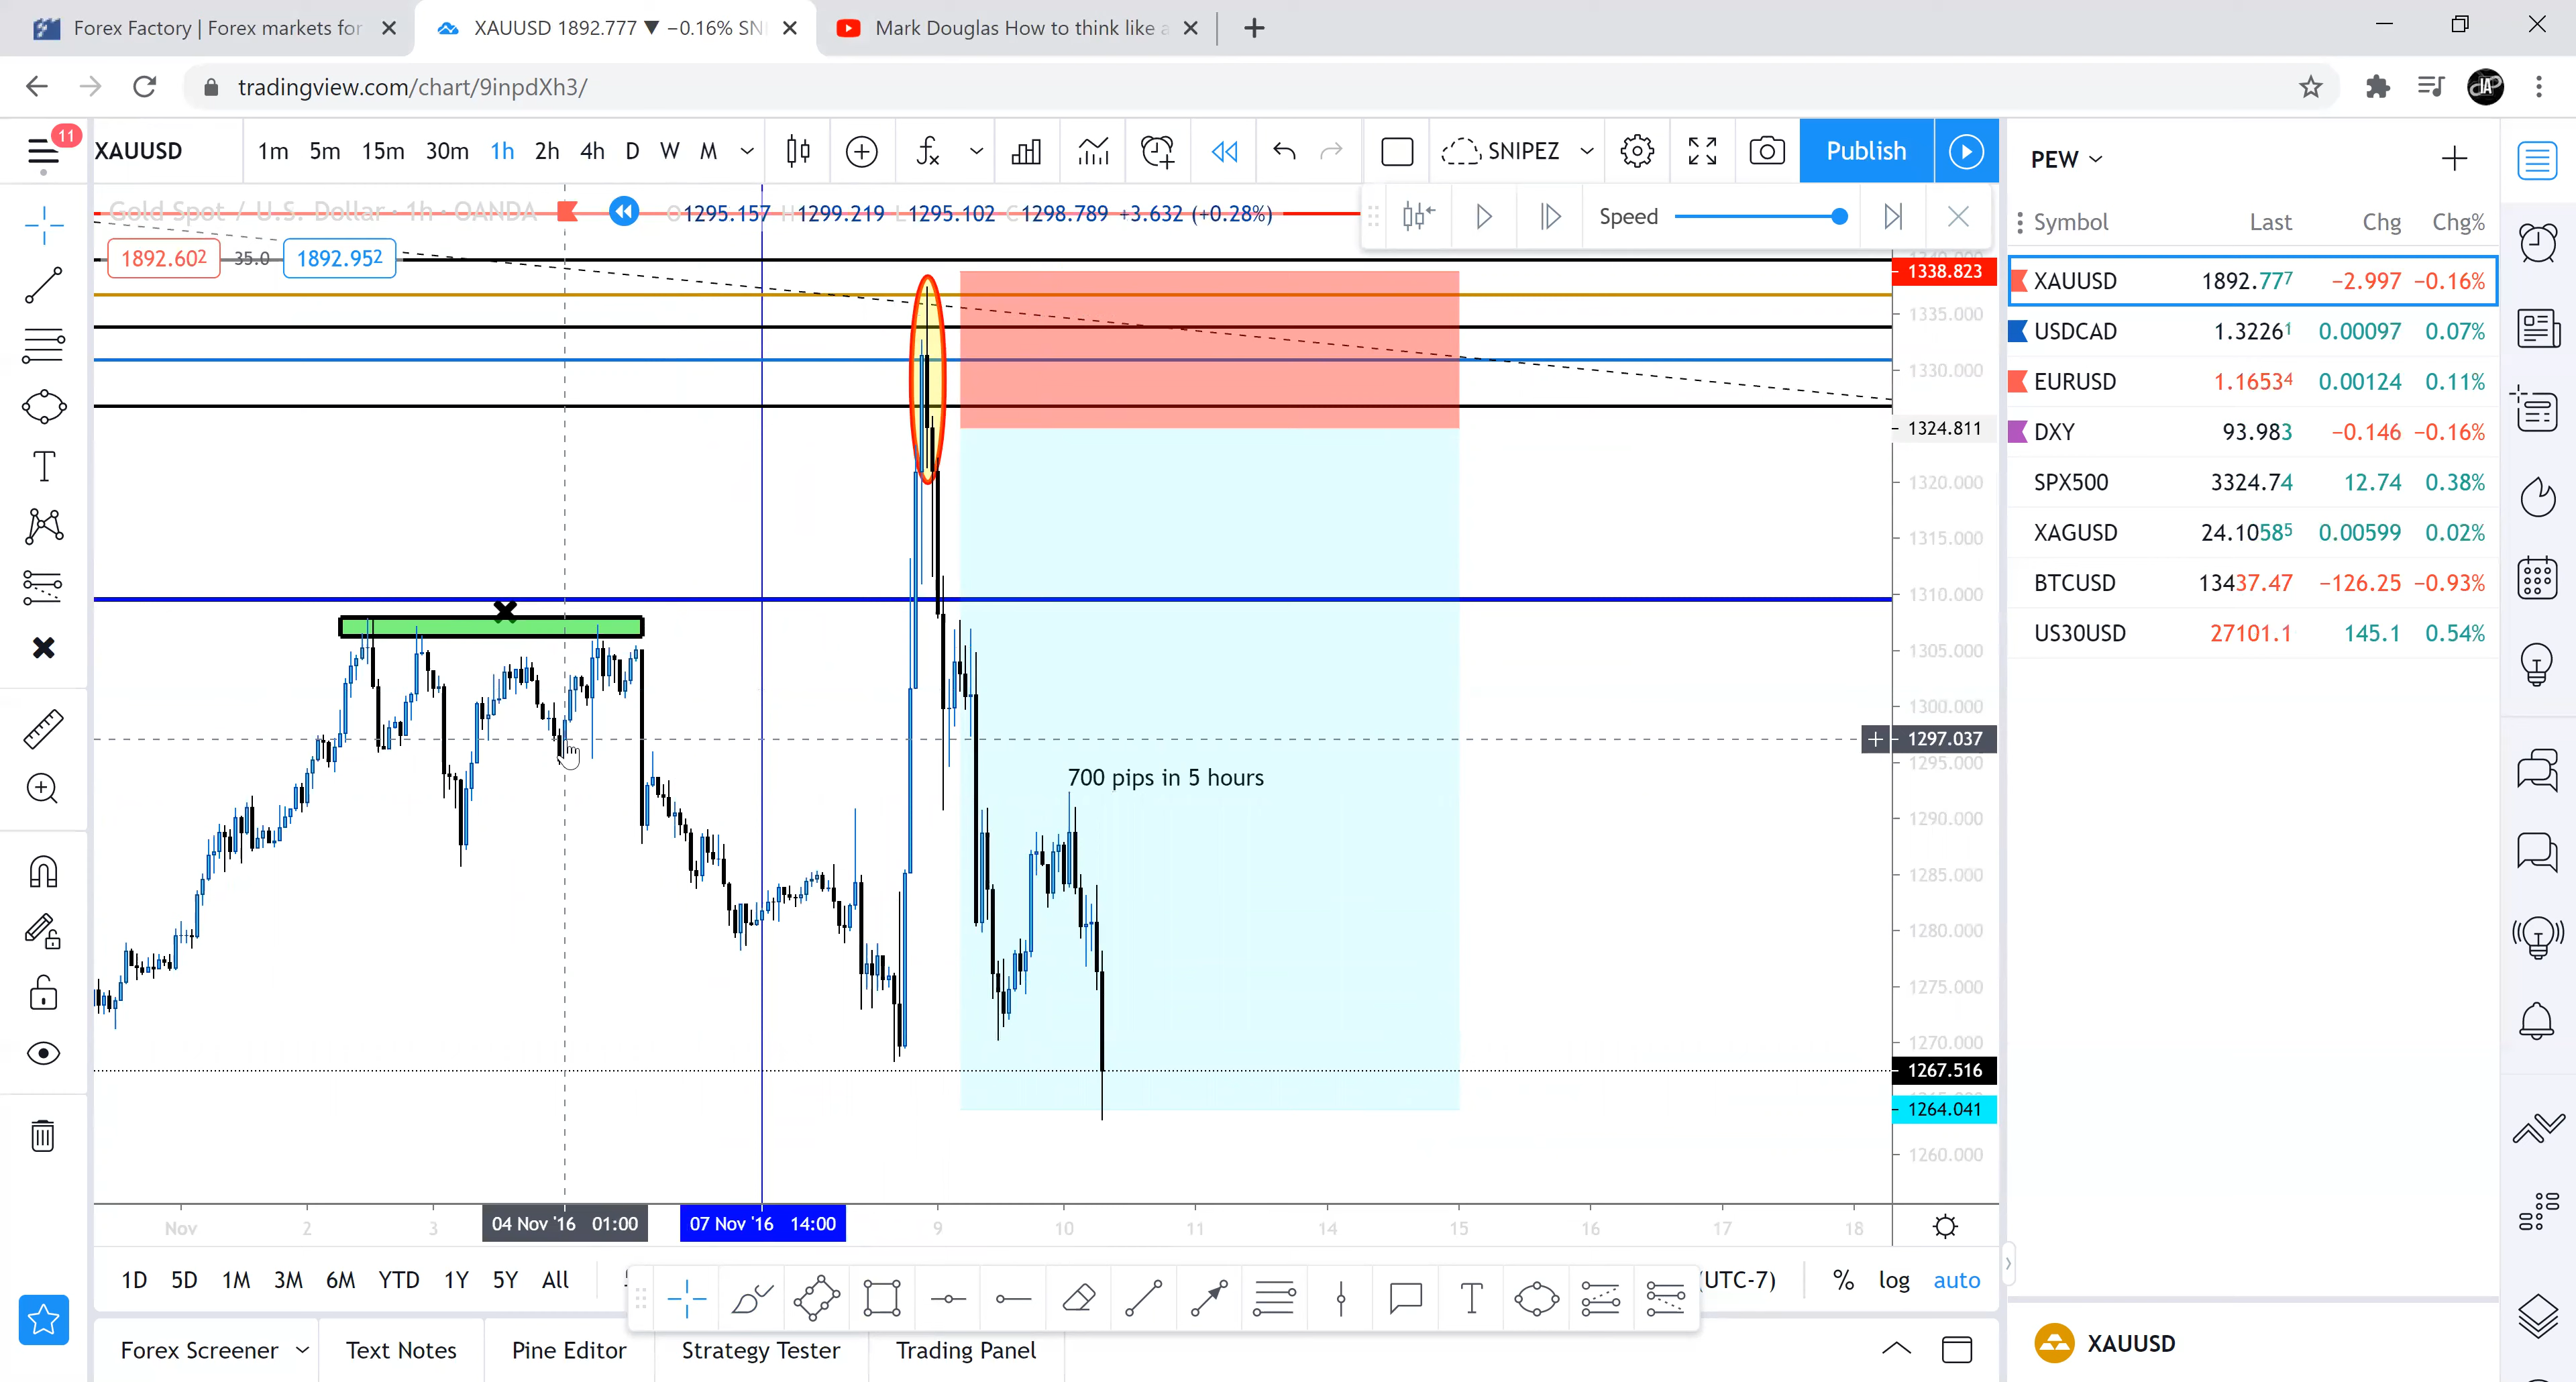 Forex Factory | Forex markets for
XAUUSD 1892.777 ▼ −0.16% SNI
Mark Douglas How to think like a
tradingview.com/chart/9inpdXh3/
11
XAUUSD 1m 5m 15m 30m 1h 2h 4h D W M SNIPEZ Publish
Gold Spot / U.S. Dollar · 1h · OANDA O1295.157 H1299.219 L1295.102 C1298.789 +3.632 (+0.28%)
Speed
1892.602 35.0 1892.952
1338.823
1335.000
1330.000
1324.811
1320.000
1315.000
1310.000
1305.000
1300.000
1297.037
1295.000
1290.000
1285.000
1280.000
1275.000
1270.000
1267.516
1264.041
1260.000
700 pips in 5 hours
Nov 2 3 04 Nov '16 01:00 07 Nov '16 14:00 9 10 11 14 15 16 17 18
1D 5D 1M 3M 6M YTD 1Y 5Y All (UTC-7) % log auto
Forex Screener Text Notes Pine Editor Strategy Tester Trading Panel
PEW
Symbol Last Chg Chg%
XAUUSD 1892.777 −2.997 −0.16%
USDCAD 1.32261 0.00097 0.07%
EURUSD 1.16534 0.00124 0.11%
DXY 93.983 −0.146 −0.16%
SPX500 3324.74 12.74 0.38%
XAGUSD 24.10585 0.00599 0.02%
BTCUSD 13437.47 −126.25 −0.93%
US30USD 27101.1 145.1 0.54%
XAUUSD